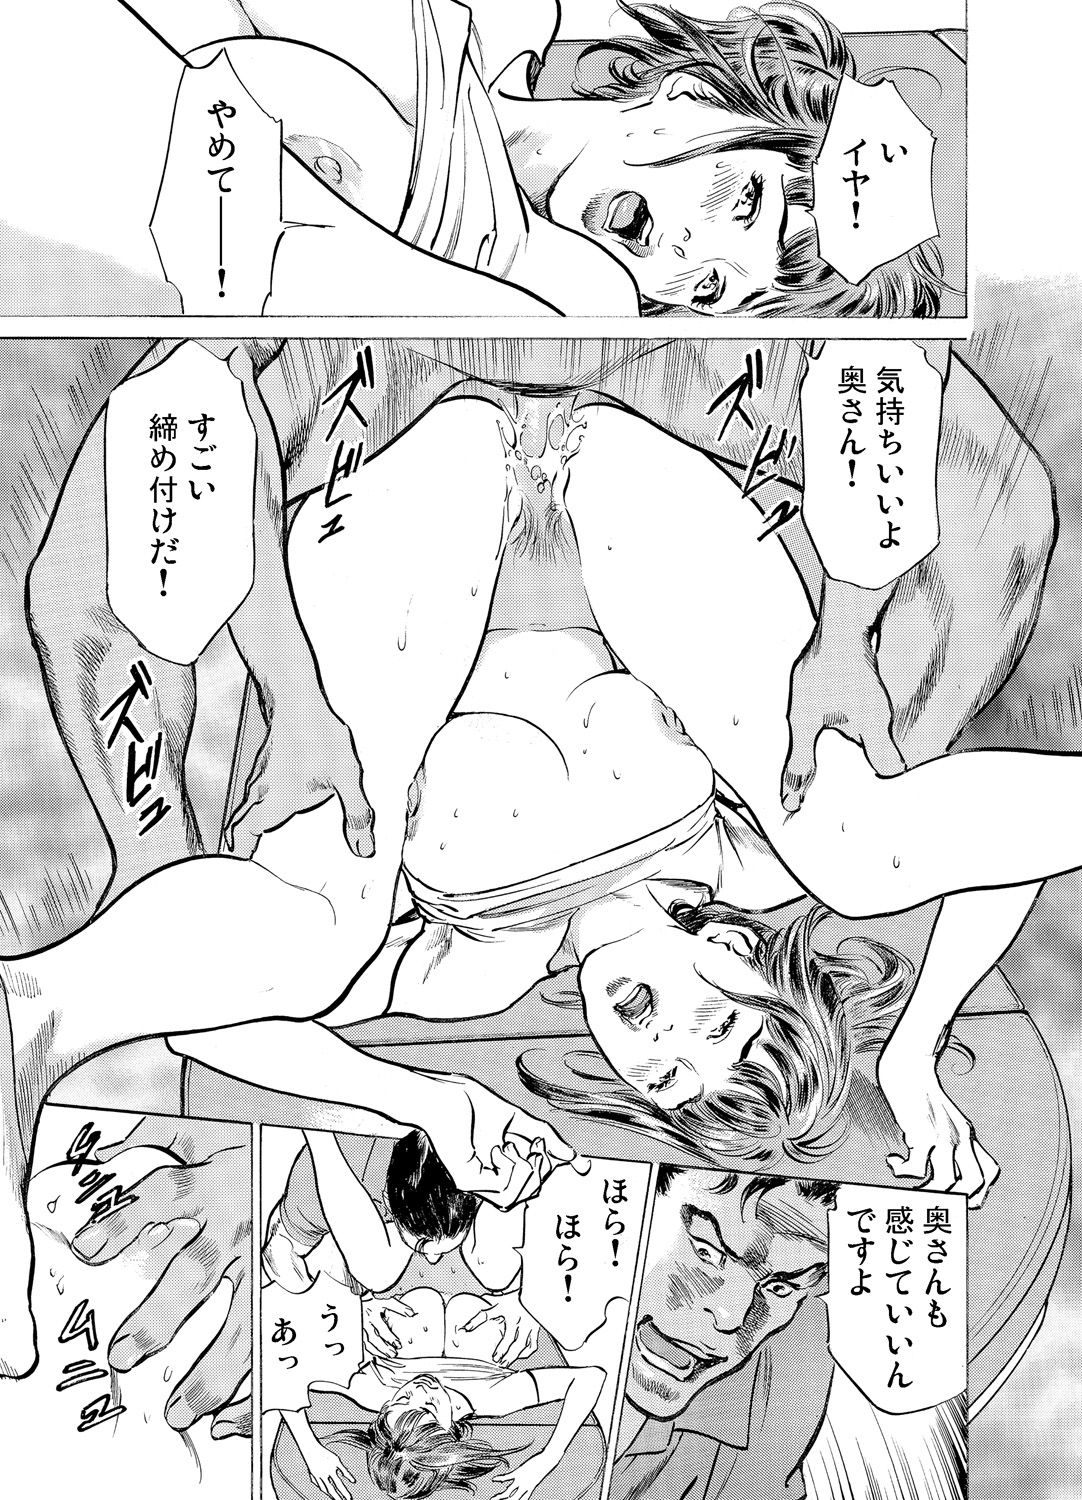 い
イヤ！
やめて――！
気持ちいいよ
奥さん！
ズビュ
ズビュ
すごい
締め付けだ！
ズビュ
奥さんも
感じていいん
ですよ
ほら！
ほら！
うっ
あっ
ムニュ
ムニュ